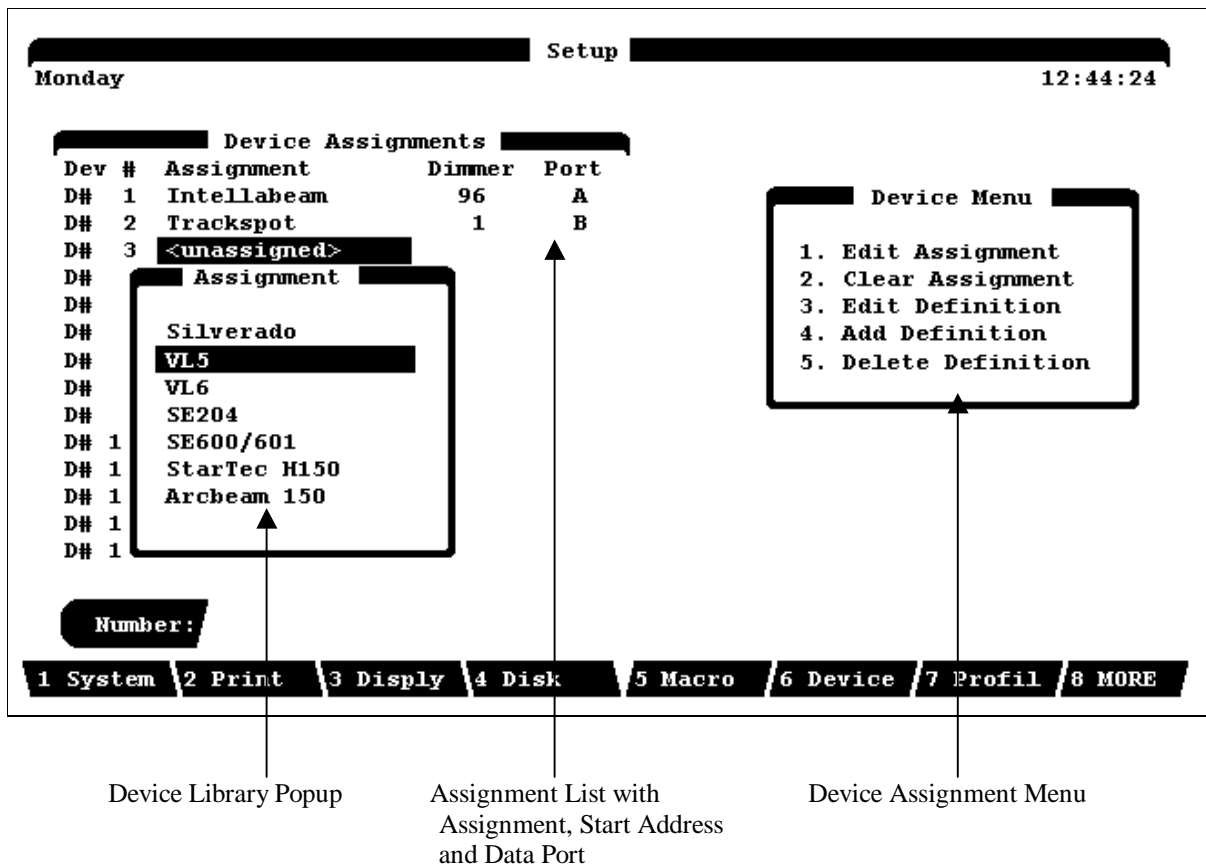 Setup
Monday 12:44:24
Device Assignments
Dev # Assignment Dimmer Port
D# 1 Intellabeam 96 A
D# 2 Trackspot 1 B
D# 3 <unassigned>
D#
D#
D#
D#
D#
D#
D# 1
D# 1
D# 1
D# 1
D# 1
Assignment
Silverado
VL5
VL6
SE204
SE600/601
StarTec H150
Arcbeam 150
Device Menu
1. Edit Assignment
2. Clear Assignment
3. Edit Definition
4. Add Definition
5. Delete Definition
Number:
1 System 2 Print 3 Disply 4 Disk 5 Macro 6 Device 7 Profil 8 MORE
Device Library Popup
Assignment List with
Assignment, Start Address
and Data Port
Device Assignment Menu